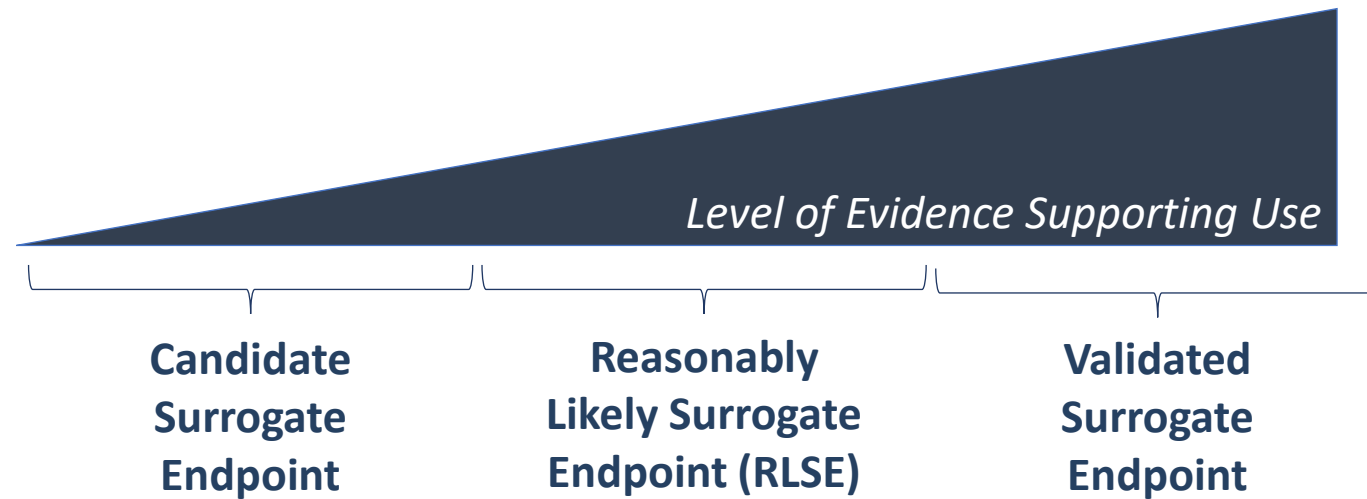 Level of Evidence Supporting Use
Candidate
Surrogate
Endpoint
Reasonably
Likely Surrogate
Endpoint (RLSE)
Validated
Surrogate
Endpoint